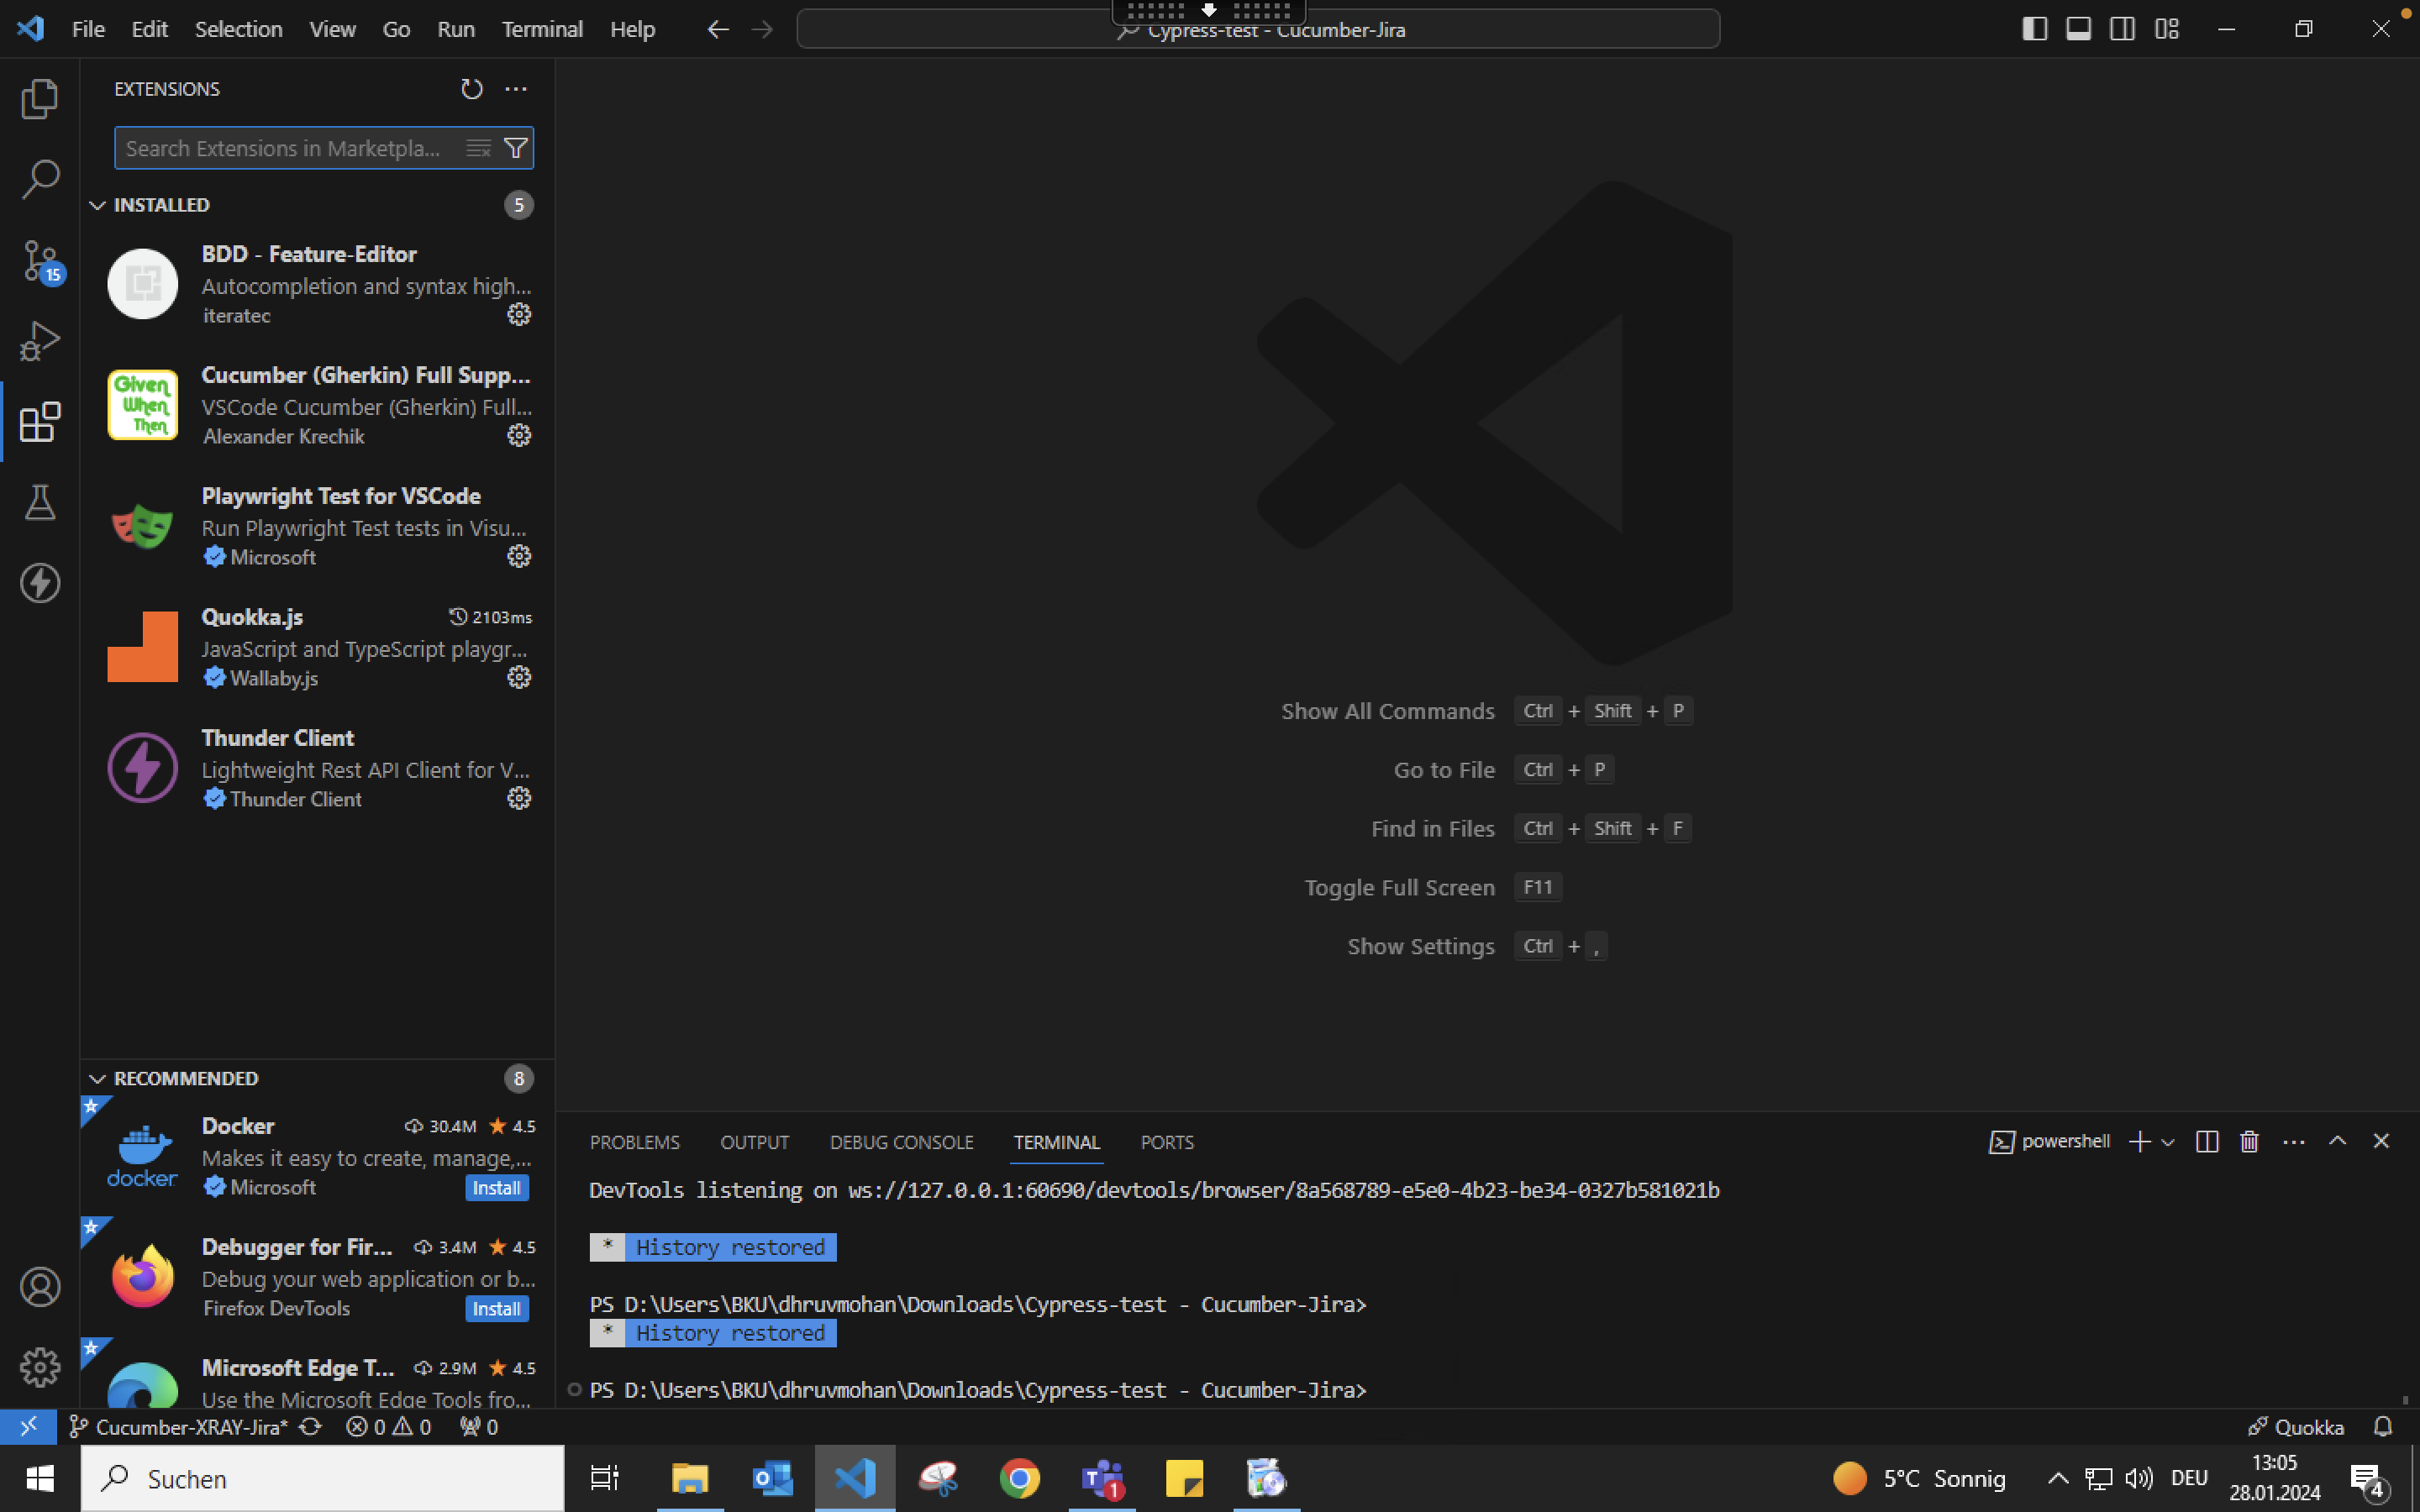 File Edit Selection View Go Run Terminal Help
Cypress-test - Cucumber-Jira
EXTENSIONS
Search Extensions in Marketpla...
INSTALLED 5
BDD - Feature-Editor
Autocompletion and syntax high...
iteratec
Given
When
Then
Cucumber (Gherkin) Full Supp...
VSCode Cucumber (Gherkin) Full...
Alexander Krechik
Playwright Test for VSCode
Run Playwright Test tests in Visu...
Microsoft
Quokka.js 2103ms
JavaScript and TypeScript playgr...
Wallaby.js
Thunder Client
Lightweight Rest API Client for V...
Thunder Client
15
RECOMMENDED 8
Docker 30.4M 4.5
Makes it easy to create, manage,...
docker
Microsoft Install
Debugger for Fir... 3.4M 4.5
Debug your web application or b...
Firefox DevTools Install
Microsoft Edge T... 2.9M 4.5
Use the Microsoft Edge Tools fro...
Show All Commands Ctrl + Shift + P
Go to File Ctrl + P
Find in Files Ctrl + Shift + F
Toggle Full Screen F11
Show Settings Ctrl + ,
PROBLEMS OUTPUT DEBUG CONSOLE TERMINAL PORTS powershell
DevTools listening on ws://127.0.0.1:60690/devtools/browser/8a568789-e5e0-4b23-be34-0327b581021b
* History restored
PS D:\Users\BKU\dhruvmohan\Downloads\Cypress-test - Cucumber-Jira>
* History restored
PS D:\Users\BKU\dhruvmohan\Downloads\Cypress-test - Cucumber-Jira>
Cucumber-XRAY-Jira* 0 0 0 Quokka
Suchen
T 1
5°C Sonnig DEU 13:05
28.01.2024 4